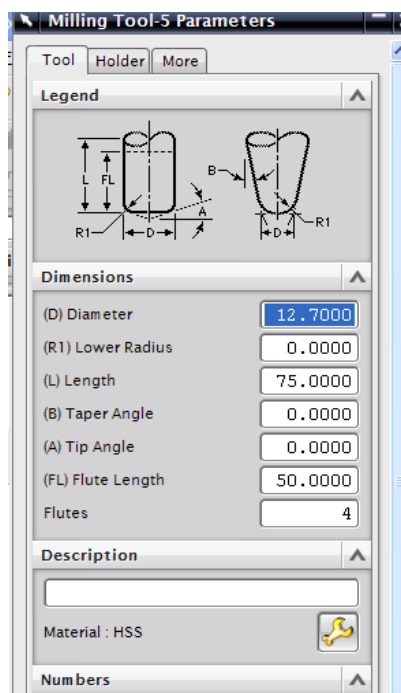 Milling Tool-5 Parameters
Tool Holder More
Legend
L FL R1 D A B D R1
Dimensions
(D) Diameter 12.7000
(R1) Lower Radius 0.0000
(L) Length 75.0000
(B) Taper Angle 0.0000
(A) Tip Angle 0.0000
(FL) Flute Length 50.0000
Flutes 4
Description
Material : HSS
Numbers